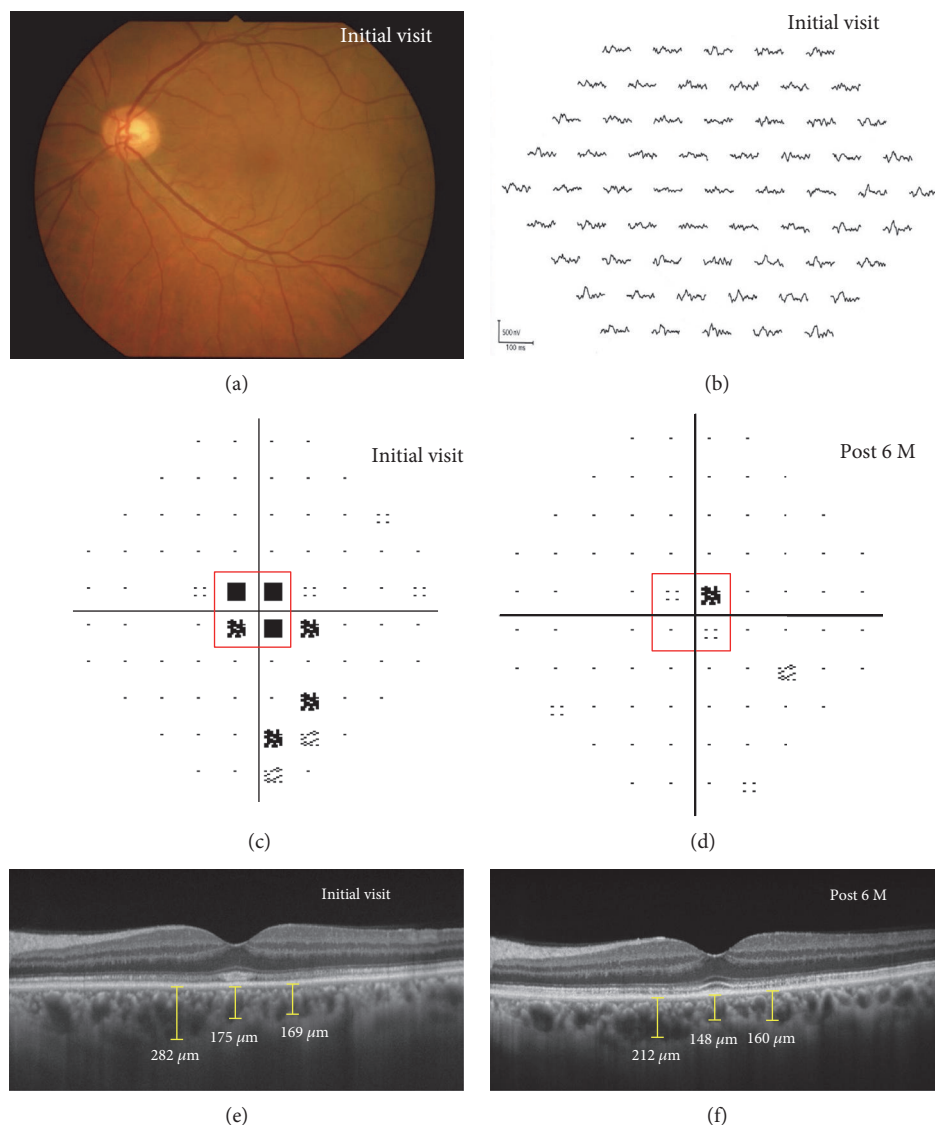 Initial visit
Initial visit
500 nV
100 ms
(a)
(b)
Initial visit
Post 6 M
(c)
(d)
Initial visit
Post 6 M
282 μm
175 μm
169 μm
212 μm
148 μm
160 μm
(e)
(f)